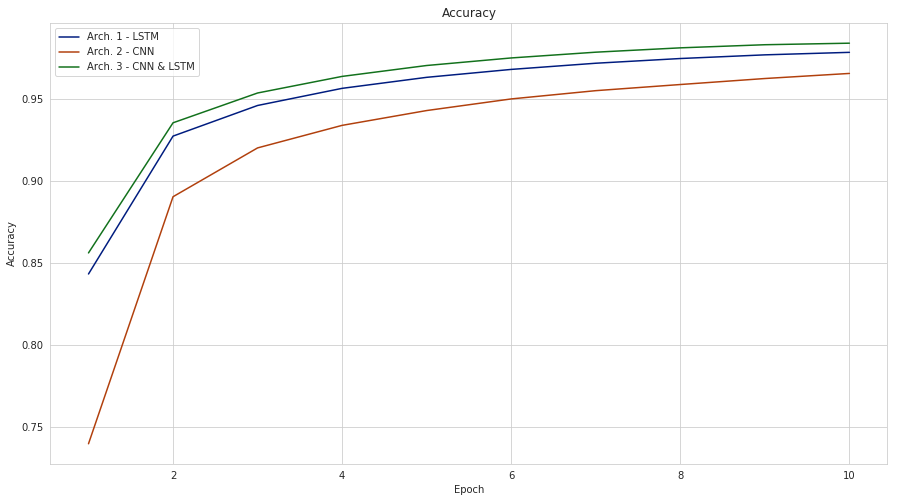 Accuracy
Arch. 1 - LSTM
Arch. 2 - CNN
Arch. 3 - CNN & LSTM
0.95
0.90
0.85
0.80
0.75
Accuracy
2 4 6 8 10
Epoch